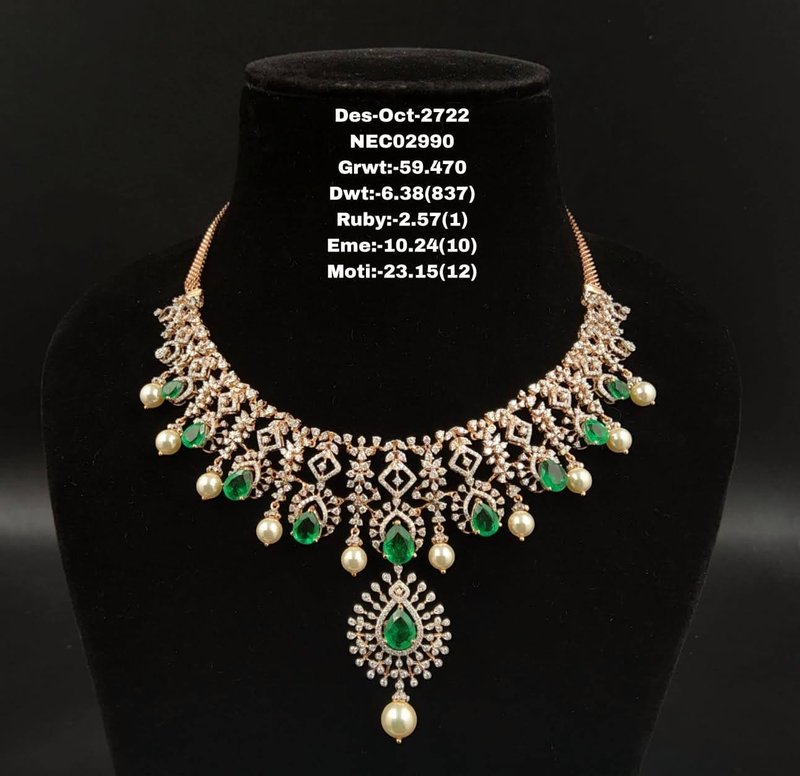 Des-Oct-2722
NEC02990
Grwt:-59.470
Dwt:-6.38(837)
Ruby:-2.57(1)
Eme:-10.24(10)
Moti:-23.15(12)